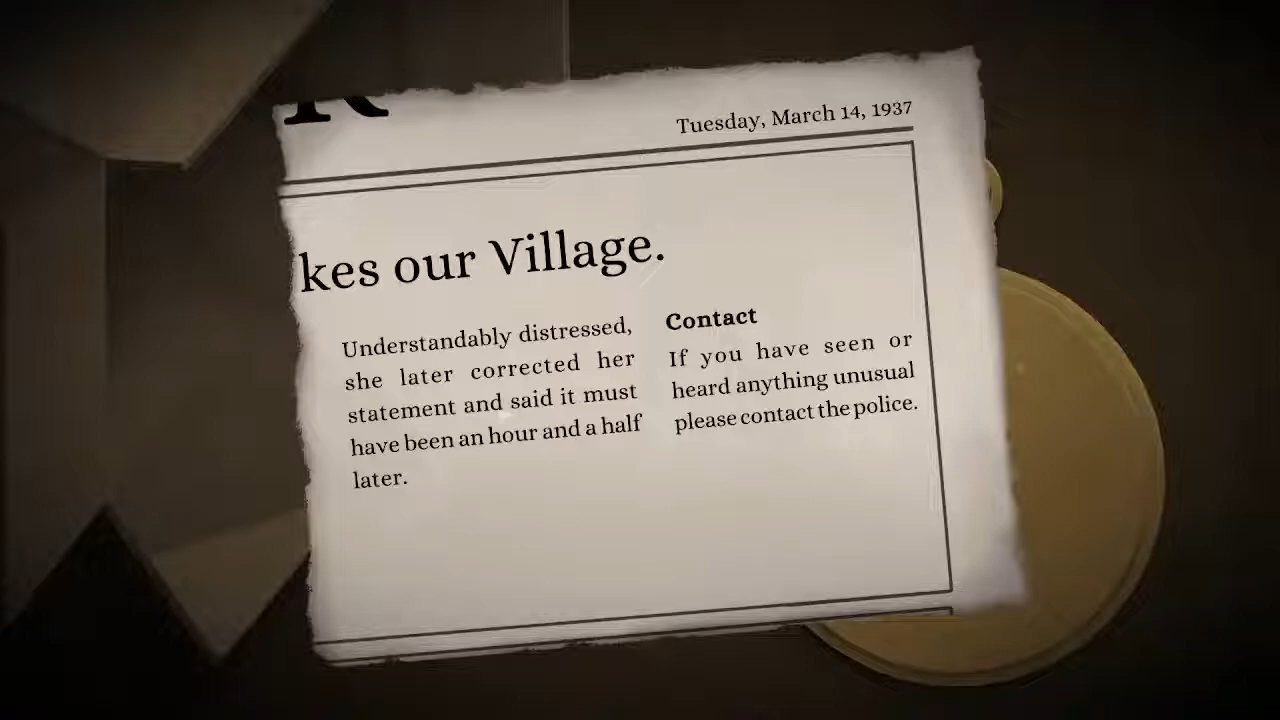 R
Tuesday, March 14, 1937
kes our Village.
Understandably distressed,
she later corrected her
statement and said it must
have been an hour and a half
later.
Contact
If you have seen or
heard anything unusual
please contact the police.